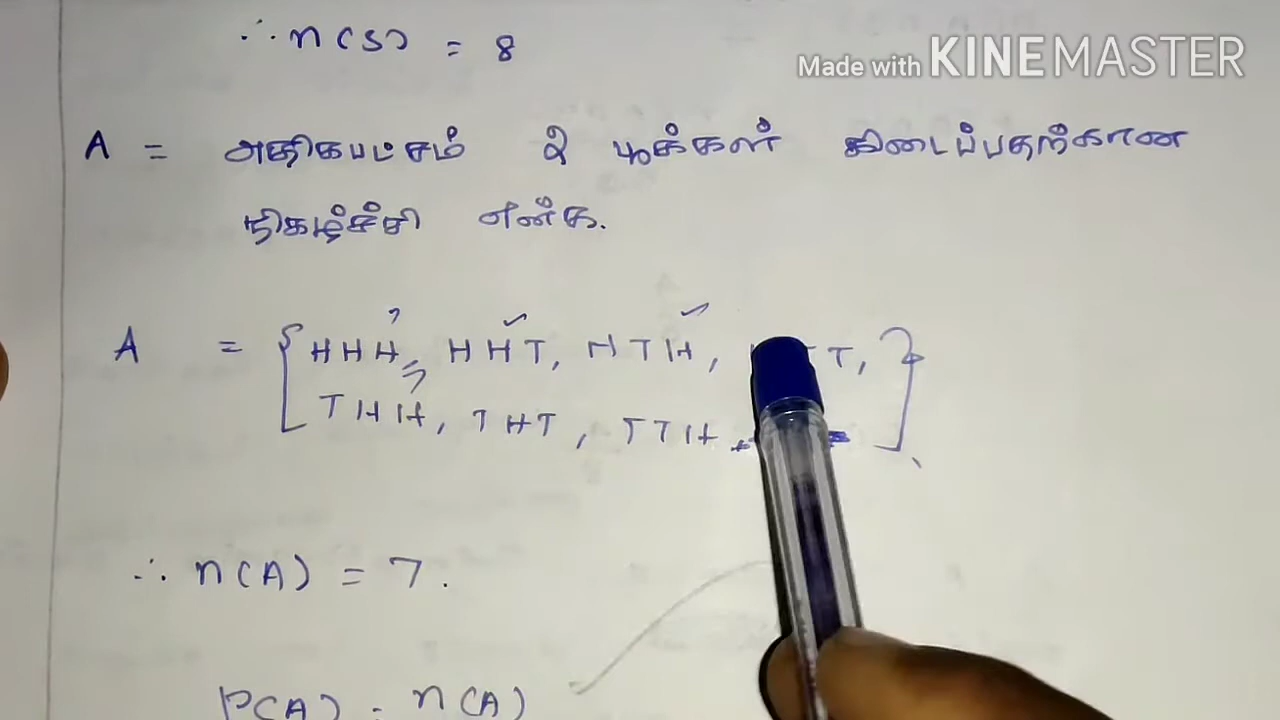 ∴ n(S) = 8
Made with KINEMASTER
A = அதிகபட்சம் 2 பூக்கள் கிடைப்பதற்கான
நிகழ்ச்சி என்க.
A = { HHH, HHT, HTH, T,
THH, THT, TTH, }
∴ n(A) = 7.
P(A) = n(A)